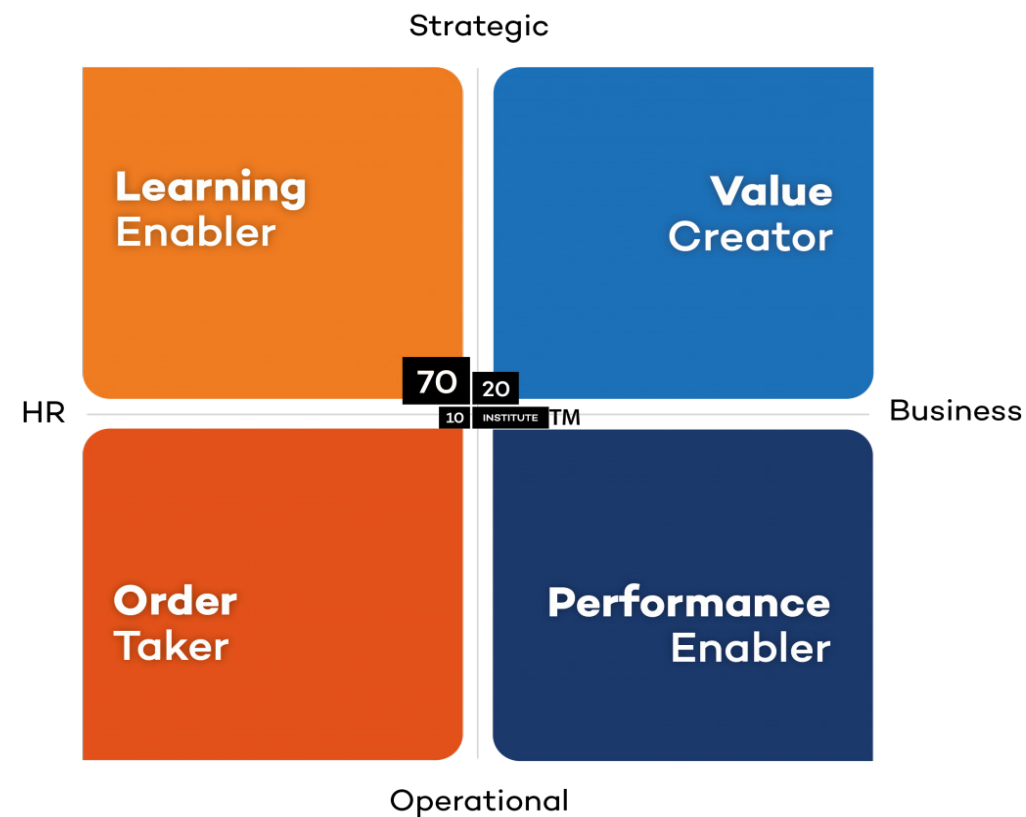 Strategic
Learning
Enabler
Value
Creator
70
20
10
INSTITUTE
TM
HR
Business
Order
Taker
Performance
Enabler
Operational